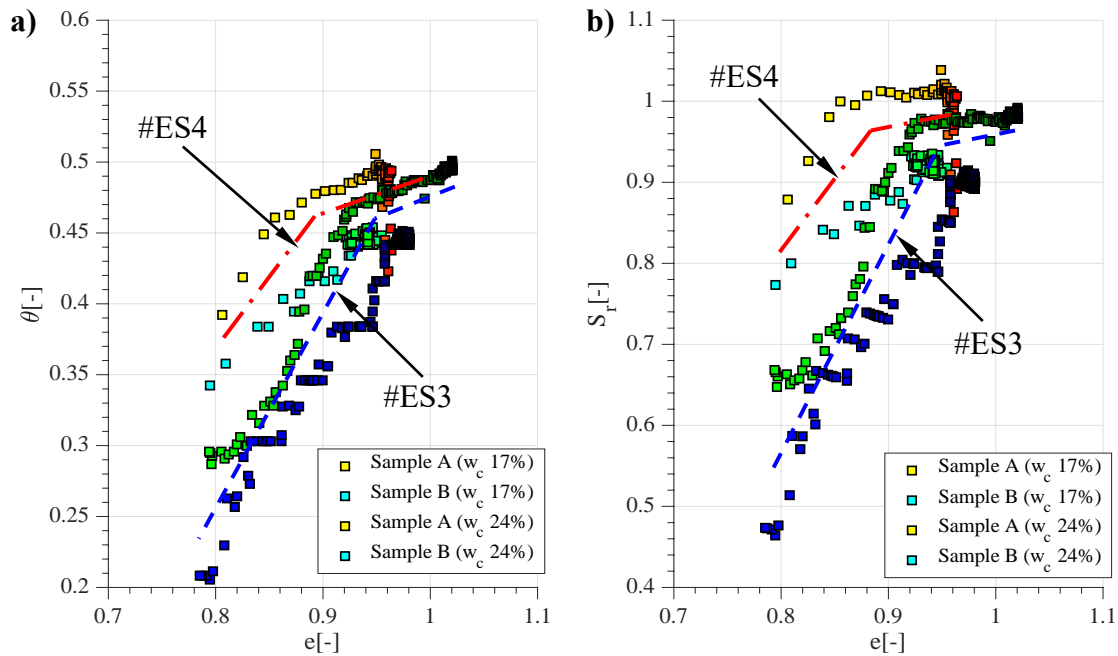 a)
0.6
0.55
0.5
0.45
0.4
0.35
0.3
0.25
0.2
θ[-]
#ES4
#ES3
Sample A (w_c 17%)
Sample B (w_c 17%)
Sample A (w_c 24%)
Sample B (w_c 24%)
0.7 0.8 0.9 1 1.1
e[-]
b)
1.1
1
0.9
0.8
0.7
0.6
0.5
0.4
S_r[-]
#ES4
#ES3
Sample A (w_c 17%)
Sample B (w_c 17%)
Sample A (w_c 24%)
Sample B (w_c 24%)
0.7 0.8 0.9 1 1.1
e[-]